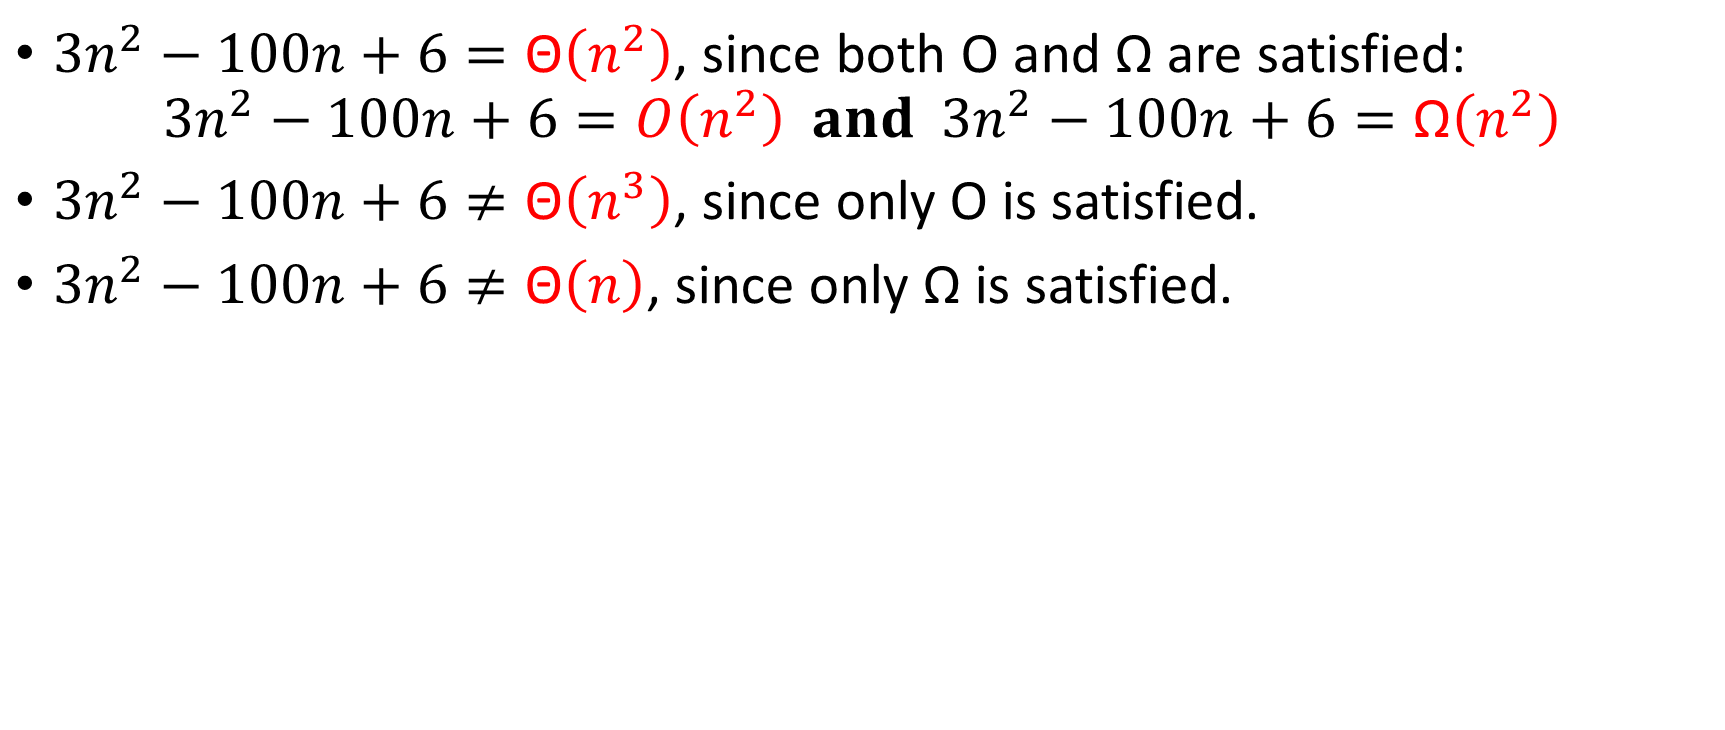 • 3n² − 100n + 6 = Θ(n²), since both O and Ω are satisfied:
3n² − 100n + 6 = O(n²) and 3n² − 100n + 6 = Ω(n²)
• 3n² − 100n + 6 ≠ Θ(n³), since only O is satisfied.
• 3n² − 100n + 6 ≠ Θ(n), since only Ω is satisfied.